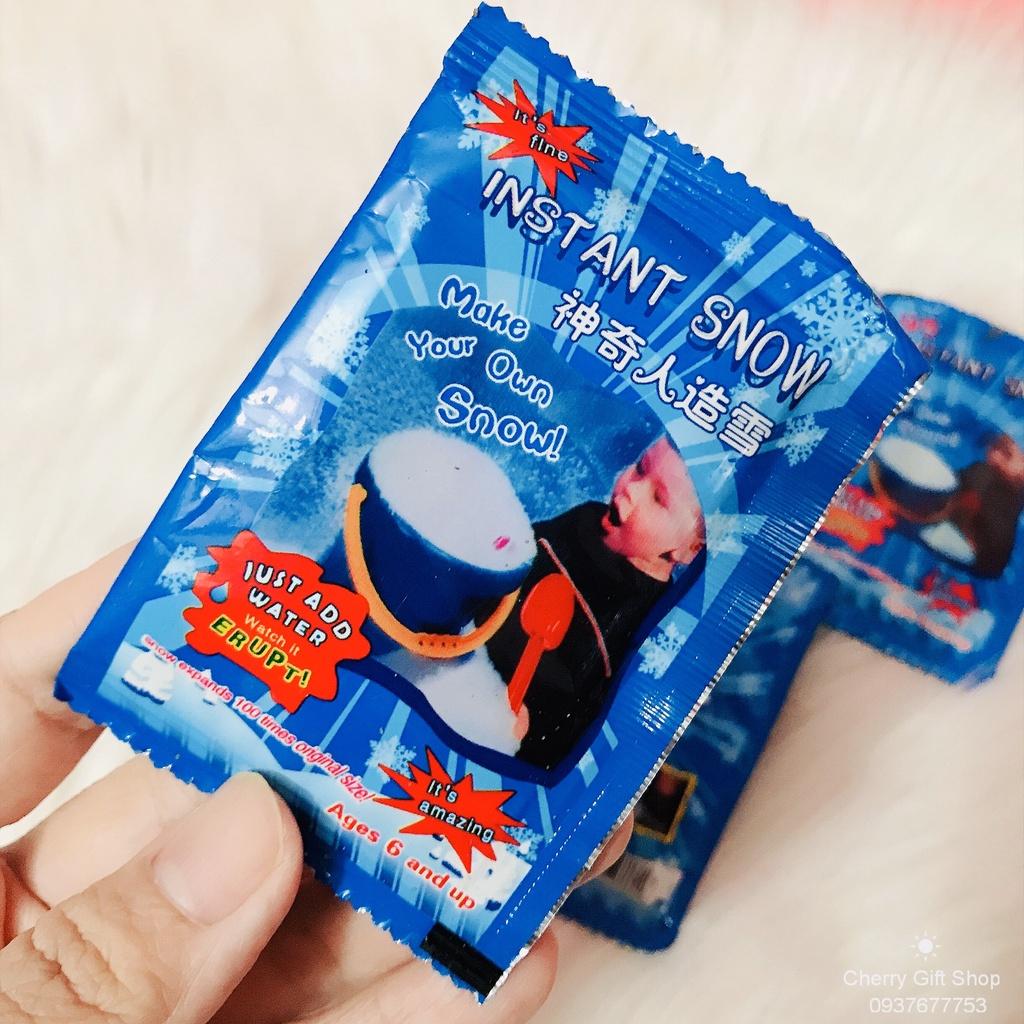 It's
fine
INSTANT SNOW
神奇人造雪
Make
Your Own
Snow!
JUST ADD
WATER
Watch it
ERUPT!
snow expands 100 times original size!
It's
amazing
Ages 6 and up
Cherry Gift Shop
0937677753